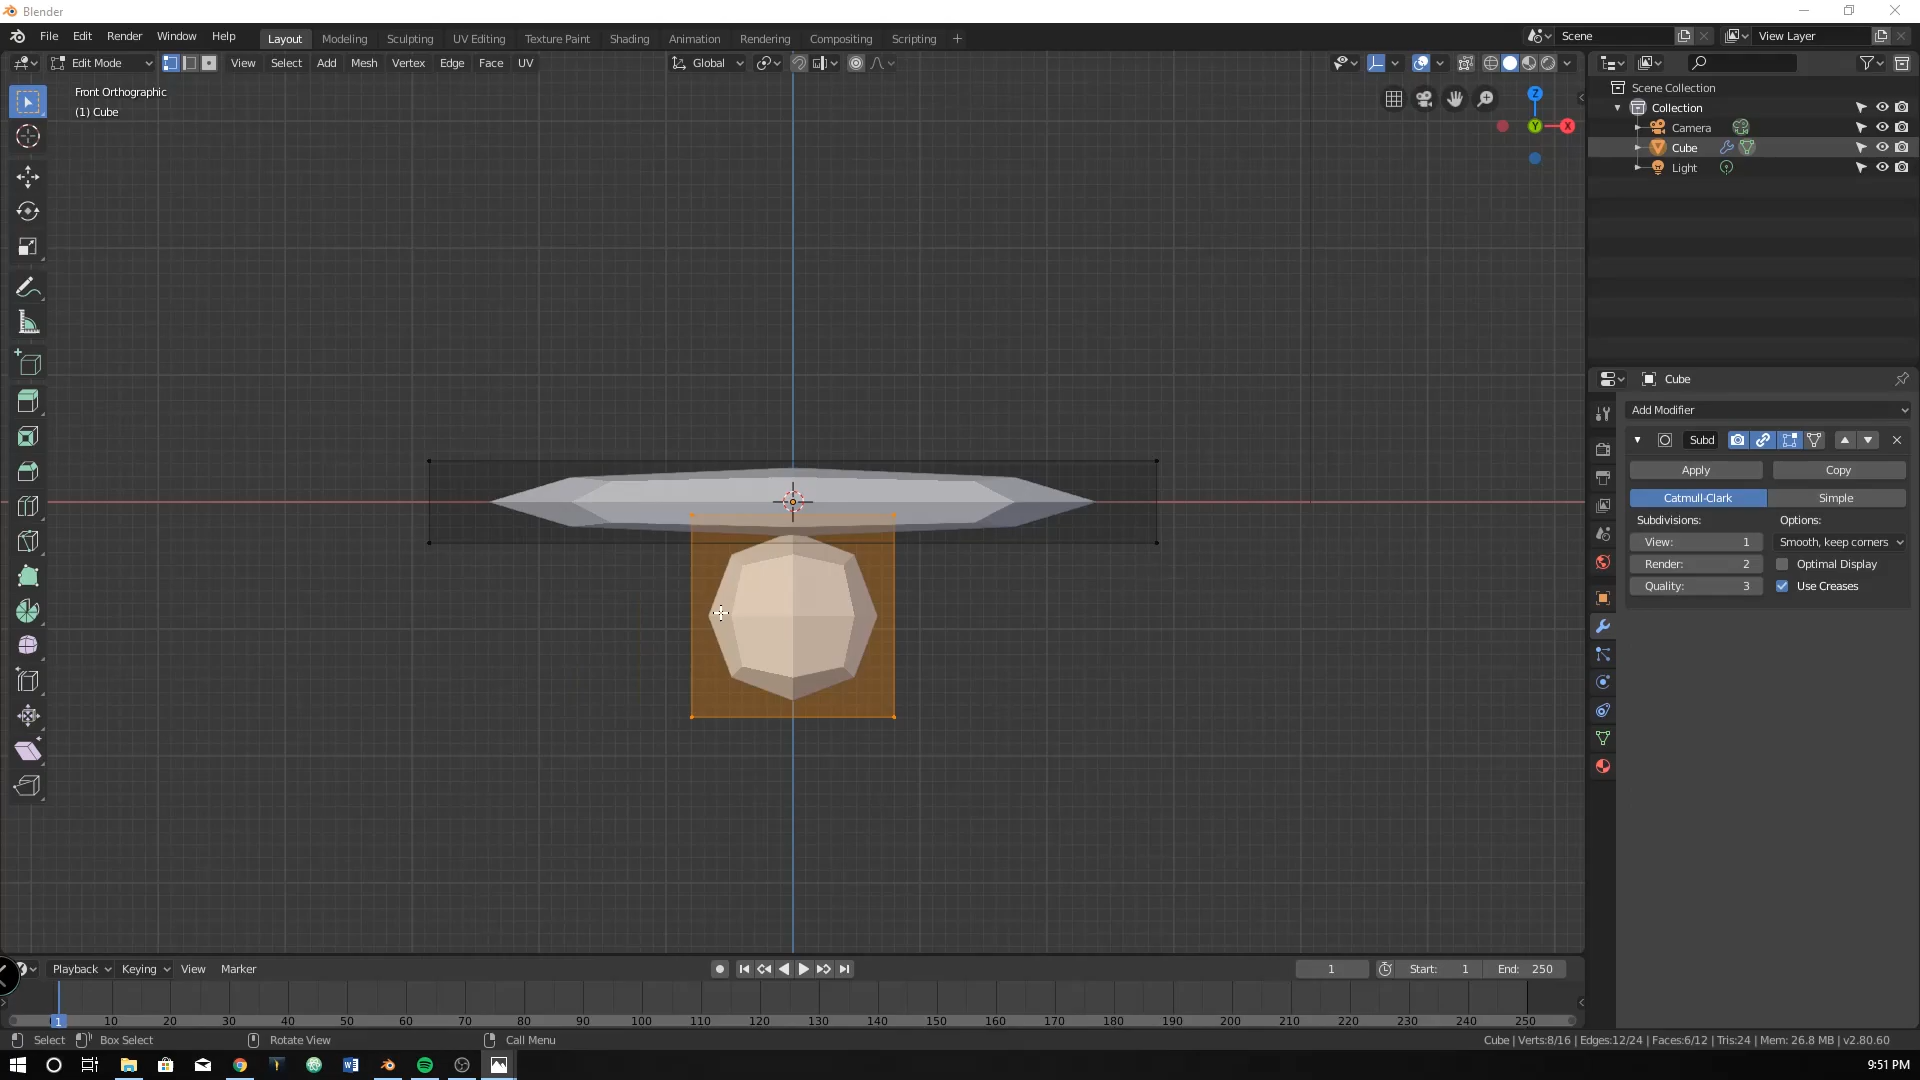 Blender
File Edit Render Window Help Layout Modeling Sculpting UV Editing Texture Paint Shading Animation Rendering Compositing Scripting + Scene View Layer
Edit Mode View Select Add Mesh Vertex Edge Face UV Global
Front Orthographic
(1) Cube
Z
Y X
Scene Collection
Collection
Camera
Cube
Light
Cube
Add Modifier
Subd
Apply Copy
Catmull-Clark Simple
Subdivisions: Options:
View: 1 Smooth, keep corners
Render: 2 Optimal Display
Quality: 3 Use Creases
Playback Keying View Marker 1 Start: 1 End: 250
1 10 20 30 40 50 60 70 80 90 100 110 120 130 140 150 160 170 180 190 200 210 220 230 240 250
Select Box Select Rotate View Call Menu Cube | Verts:8/16 | Edges:12/24 | Faces:6/12 | Tris:24 | Mem: 26.8 MB | v2.80.60
9:51 PM